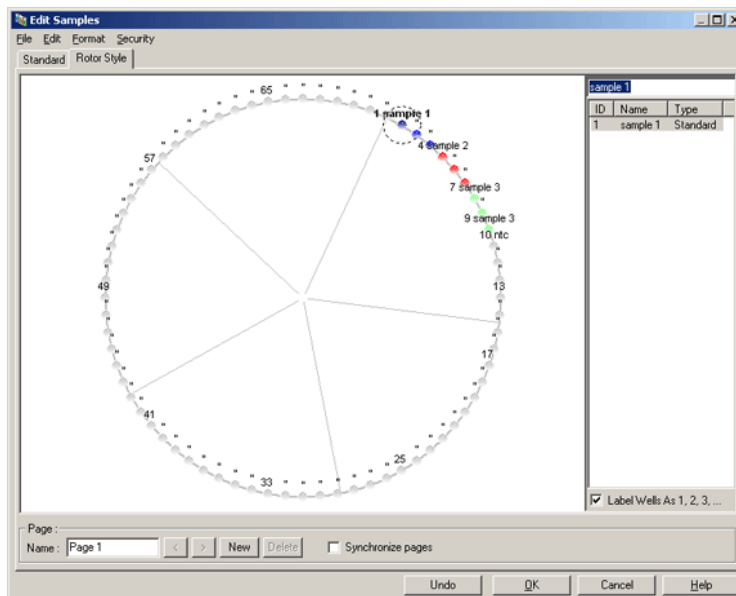 Edit Samples
File Edit Format Security
Standard Rotor Style
65
1 sample 1
4 sample 2
57
7 sample 3
9 sample 3
10 ntc
49
13
17
41
25
33
sample 1
ID Name Type
1 sample 1 Standard
Label Wells As 1, 2, 3, ...
Page :
Name : Page 1 < > New Delete Synchronize pages
Undo OK Cancel Help